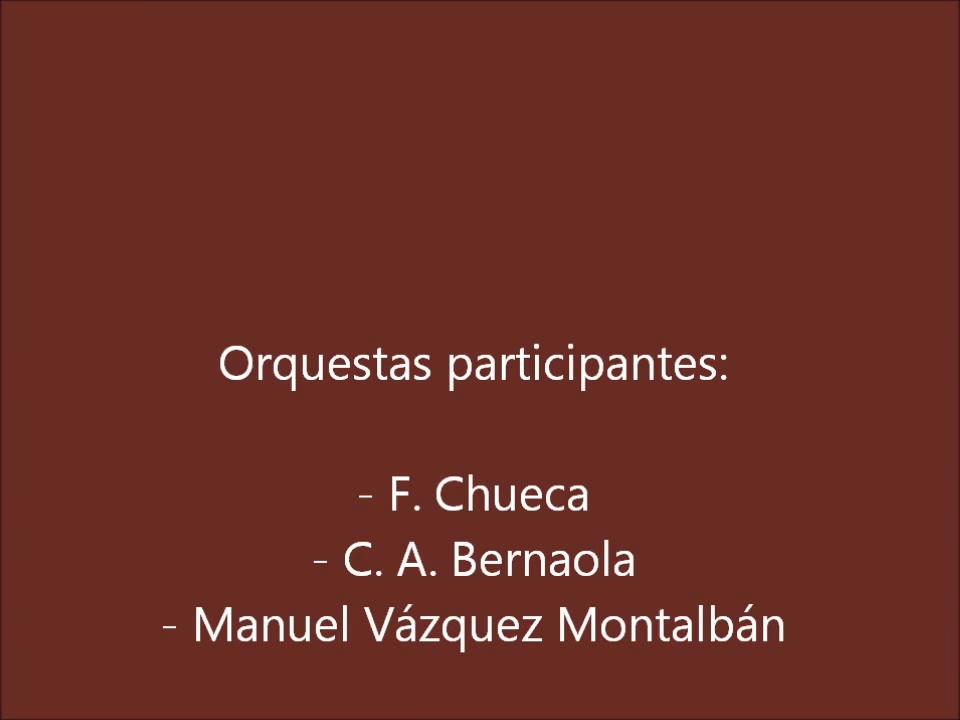 Orquestas participantes:
- F. Chueca
- C. A. Bernaola
- Manuel Vázquez Montalbán